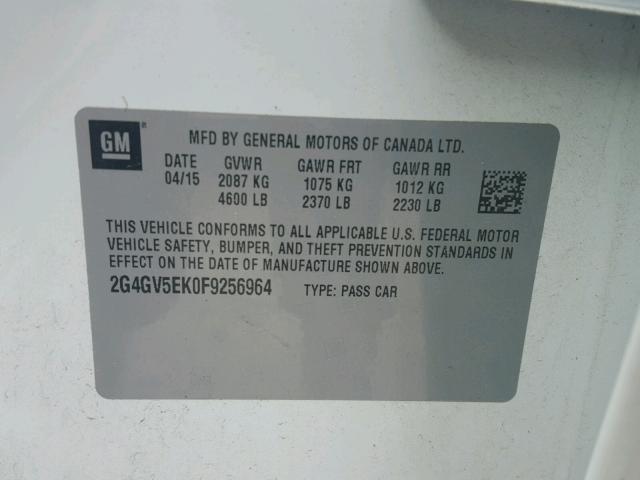 GM
MFD BY GENERAL MOTORS OF CANADA LTD.
DATE GVWR GAWR FRT GAWR RR
04/15 2087 KG 1075 KG 1012 KG
4600 LB 2370 LB 2230 LB
THIS VEHICLE CONFORMS TO ALL APPLICABLE U.S. FEDERAL MOTOR
VEHICLE SAFETY, BUMPER, AND THEFT PREVENTION STANDARDS IN
EFFECT ON THE DATE OF MANUFACTURE SHOWN ABOVE.
2G4GV5EK0F9256964 TYPE: PASS CAR